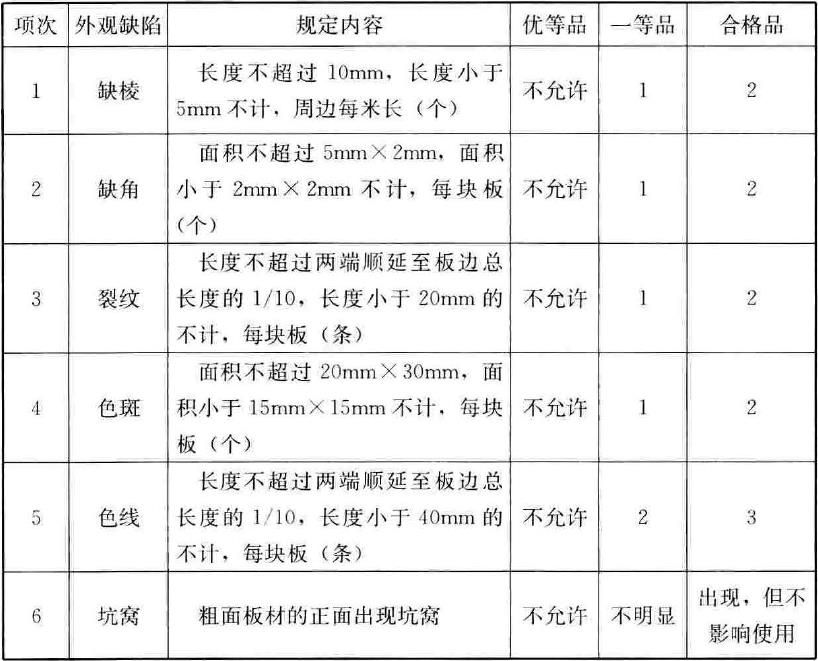 项次 外观缺陷 规定内容 优等品 一等品 合格品
1 缺棱 长度不超过 10mm，长度小于
5mm 不计，周边每米长（个） 不允许 1 2
2 缺角 面积不超过 5mm×2mm，面积
小于 2mm×2mm 不计，每块板
（个） 不允许 1 2
3 裂纹 长度不超过两端顺延至板边总
长度的 1/10，长度小于 20mm 的
不计，每块板（条） 不允许 1 2
4 色斑 面积不超过 20mm×30mm，面
积小于 15mm×15mm 不计，每块
板（个） 不允许 1 2
5 色线 长度不超过两端顺延至板边总
长度的 1/10，长度小于 40mm 的
不计，每块板（条） 不允许 2 3
6 坑窝 粗面板材的正面出现坑窝 不允许 不明显 出现，但不
影响使用